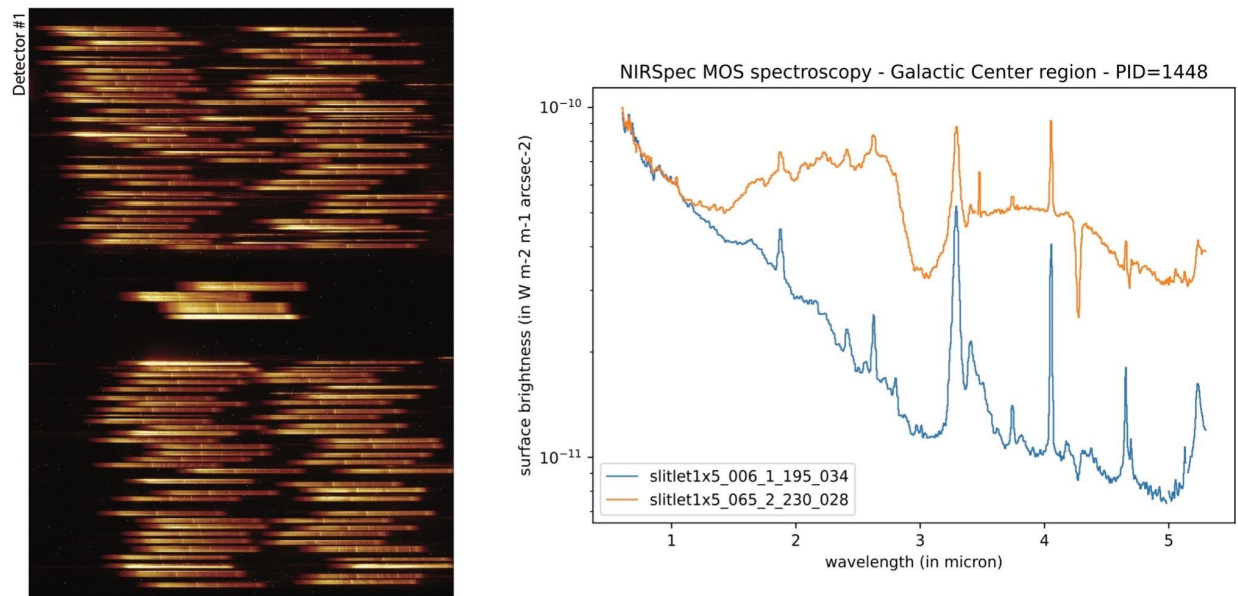 Detector #1
NIRSpec MOS spectroscopy - Galactic Center region - PID=1448
surface brightness (in W m-2 m-1 arcsec-2)
10⁻¹⁰
10⁻¹¹
slitlet1x5_006_1_195_034
slitlet1x5_065_2_230_028
1 2 3 4 5
wavelength (in micron)